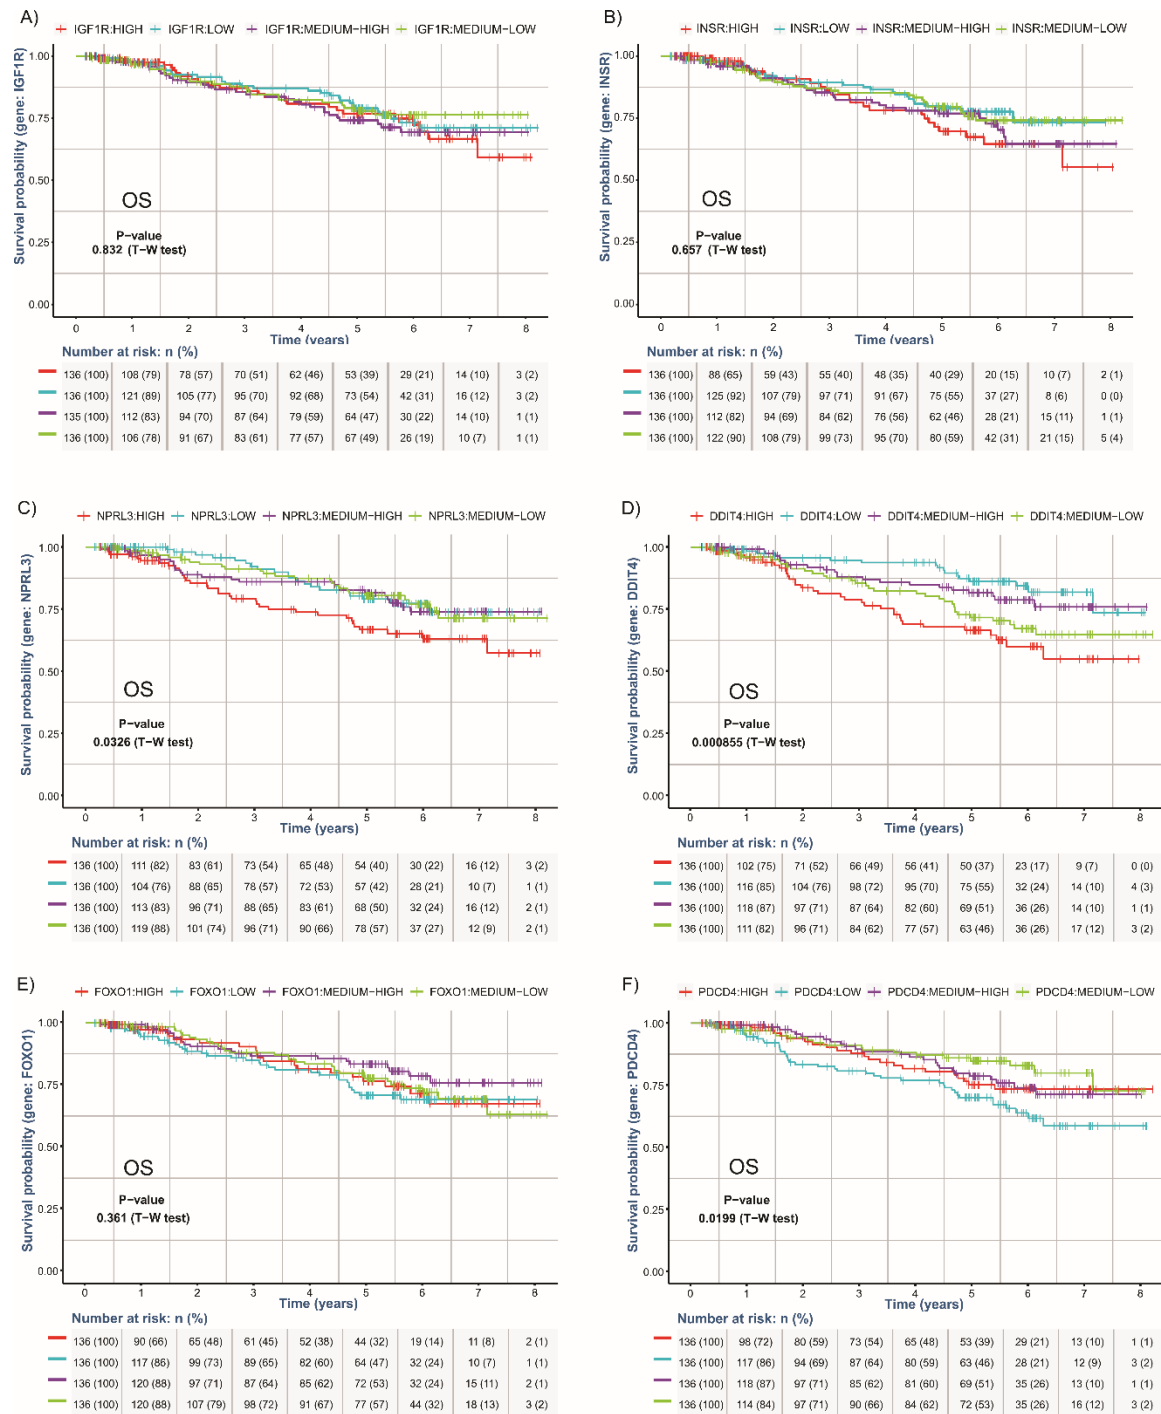 A)
IGF1R:HIGH IGF1R:LOW IGF1R:MEDIUM−HIGH IGF1R:MEDIUM−LOW
Survival probability (gene: IGF1R)
1.00
0.75
0.50
0.25
0.00
OS
P−value
0.832 (T−W test)
0 1 2 3 4 5 6 7 8
Time (years)
Number at risk: n (%)
136 (100) 108 (79) 78 (57) 70 (51) 62 (46) 53 (39) 29 (21) 14 (10) 3 (2)
136 (100) 121 (89) 105 (77) 95 (70) 92 (68) 73 (54) 42 (31) 16 (12) 3 (2)
135 (100) 112 (83) 94 (70) 87 (64) 79 (59) 64 (47) 30 (22) 14 (10) 1 (1)
136 (100) 106 (78) 91 (67) 83 (61) 77 (57) 67 (49) 26 (19) 10 (7) 1 (1)
B)
INSR:HIGH INSR:LOW INSR:MEDIUM−HIGH INSR:MEDIUM−LOW
Survival probability (gene: INSR)
1.00
0.75
0.50
0.25
0.00
OS
P−value
0.657 (T−W test)
0 1 2 3 4 5 6 7 8
Time (years)
Number at risk: n (%)
136 (100) 88 (65) 59 (43) 55 (40) 48 (35) 40 (29) 20 (15) 10 (7) 2 (1)
136 (100) 125 (92) 107 (79) 97 (71) 91 (67) 75 (55) 37 (27) 8 (6) 0 (0)
136 (100) 112 (82) 94 (69) 84 (62) 76 (56) 62 (46) 28 (21) 15 (11) 1 (1)
136 (100) 122 (90) 108 (79) 99 (73) 95 (70) 80 (59) 42 (31) 21 (15) 5 (4)
C)
NPRL3:HIGH NPRL3:LOW NPRL3:MEDIUM−HIGH NPRL3:MEDIUM−LOW
Survival probability (gene: NPRL3)
1.00
0.75
0.50
0.25
0.00
OS
P−value
0.0326 (T−W test)
0 1 2 3 4 5 6 7 8
Time (years)
Number at risk: n (%)
136 (100) 111 (82) 83 (61) 73 (54) 65 (48) 54 (40) 30 (22) 16 (12) 3 (2)
136 (100) 104 (76) 88 (65) 78 (57) 72 (53) 57 (42) 28 (21) 10 (7) 1 (1)
136 (100) 113 (83) 96 (71) 88 (65) 83 (61) 68 (50) 32 (24) 16 (12) 2 (1)
136 (100) 119 (88) 101 (74) 96 (71) 90 (66) 78 (57) 37 (27) 12 (9) 2 (1)
D)
DDIT4:HIGH DDIT4:LOW DDIT4:MEDIUM−HIGH DDIT4:MEDIUM−LOW
Survival probability (gene: DDIT4)
1.00
0.75
0.50
0.25
0.00
OS
P−value
0.000855 (T−W test)
0 1 2 3 4 5 6 7 8
Time (years)
Number at risk: n (%)
136 (100) 102 (75) 71 (52) 66 (49) 56 (41) 50 (37) 23 (17) 9 (7) 0 (0)
136 (100) 116 (85) 104 (76) 98 (72) 95 (70) 75 (55) 32 (24) 14 (10) 4 (3)
136 (100) 118 (87) 97 (71) 87 (64) 82 (60) 69 (51) 36 (26) 14 (10) 1 (1)
136 (100) 111 (82) 96 (71) 84 (62) 77 (57) 63 (46) 36 (26) 17 (12) 3 (2)
E)
FOXO1:HIGH FOXO1:LOW FOXO1:MEDIUM−HIGH FOXO1:MEDIUM−LOW
Survival probability (gene: FOXO1)
1.00
0.75
0.50
0.25
0.00
OS
P−value
0.361 (T−W test)
0 1 2 3 4 5 6 7 8
Time (years)
Number at risk: n (%)
136 (100) 90 (66) 65 (48) 61 (45) 52 (38) 44 (32) 19 (14) 11 (8) 2 (1)
136 (100) 117 (86) 99 (73) 89 (65) 82 (60) 64 (47) 32 (24) 10 (7) 1 (1)
136 (100) 120 (88) 97 (71) 87 (64) 85 (62) 72 (53) 32 (24) 15 (11) 2 (1)
136 (100) 120 (88) 107 (79) 98 (72) 91 (67) 77 (57) 44 (32) 18 (13) 3 (2)
F)
PDCD4:HIGH PDCD4:LOW PDCD4:MEDIUM−HIGH PDCD4:MEDIUM−LOW
Survival probability (gene: PDCD4)
1.00
0.75
0.50
0.25
0.00
OS
P−value
0.0199 (T−W test)
0 1 2 3 4 5 6 7 8
Time (years)
Number at risk: n (%)
136 (100) 98 (72) 80 (59) 73 (54) 65 (48) 53 (39) 29 (21) 13 (10) 1 (1)
136 (100) 117 (86) 94 (69) 87 (64) 80 (59) 63 (46) 28 (21) 12 (9) 3 (2)
136 (100) 118 (87) 97 (71) 85 (62) 81 (60) 69 (51) 35 (26) 13 (10) 1 (1)
136 (100) 114 (84) 97 (71) 90 (66) 84 (62) 72 (53) 35 (26) 16 (12) 3 (2)